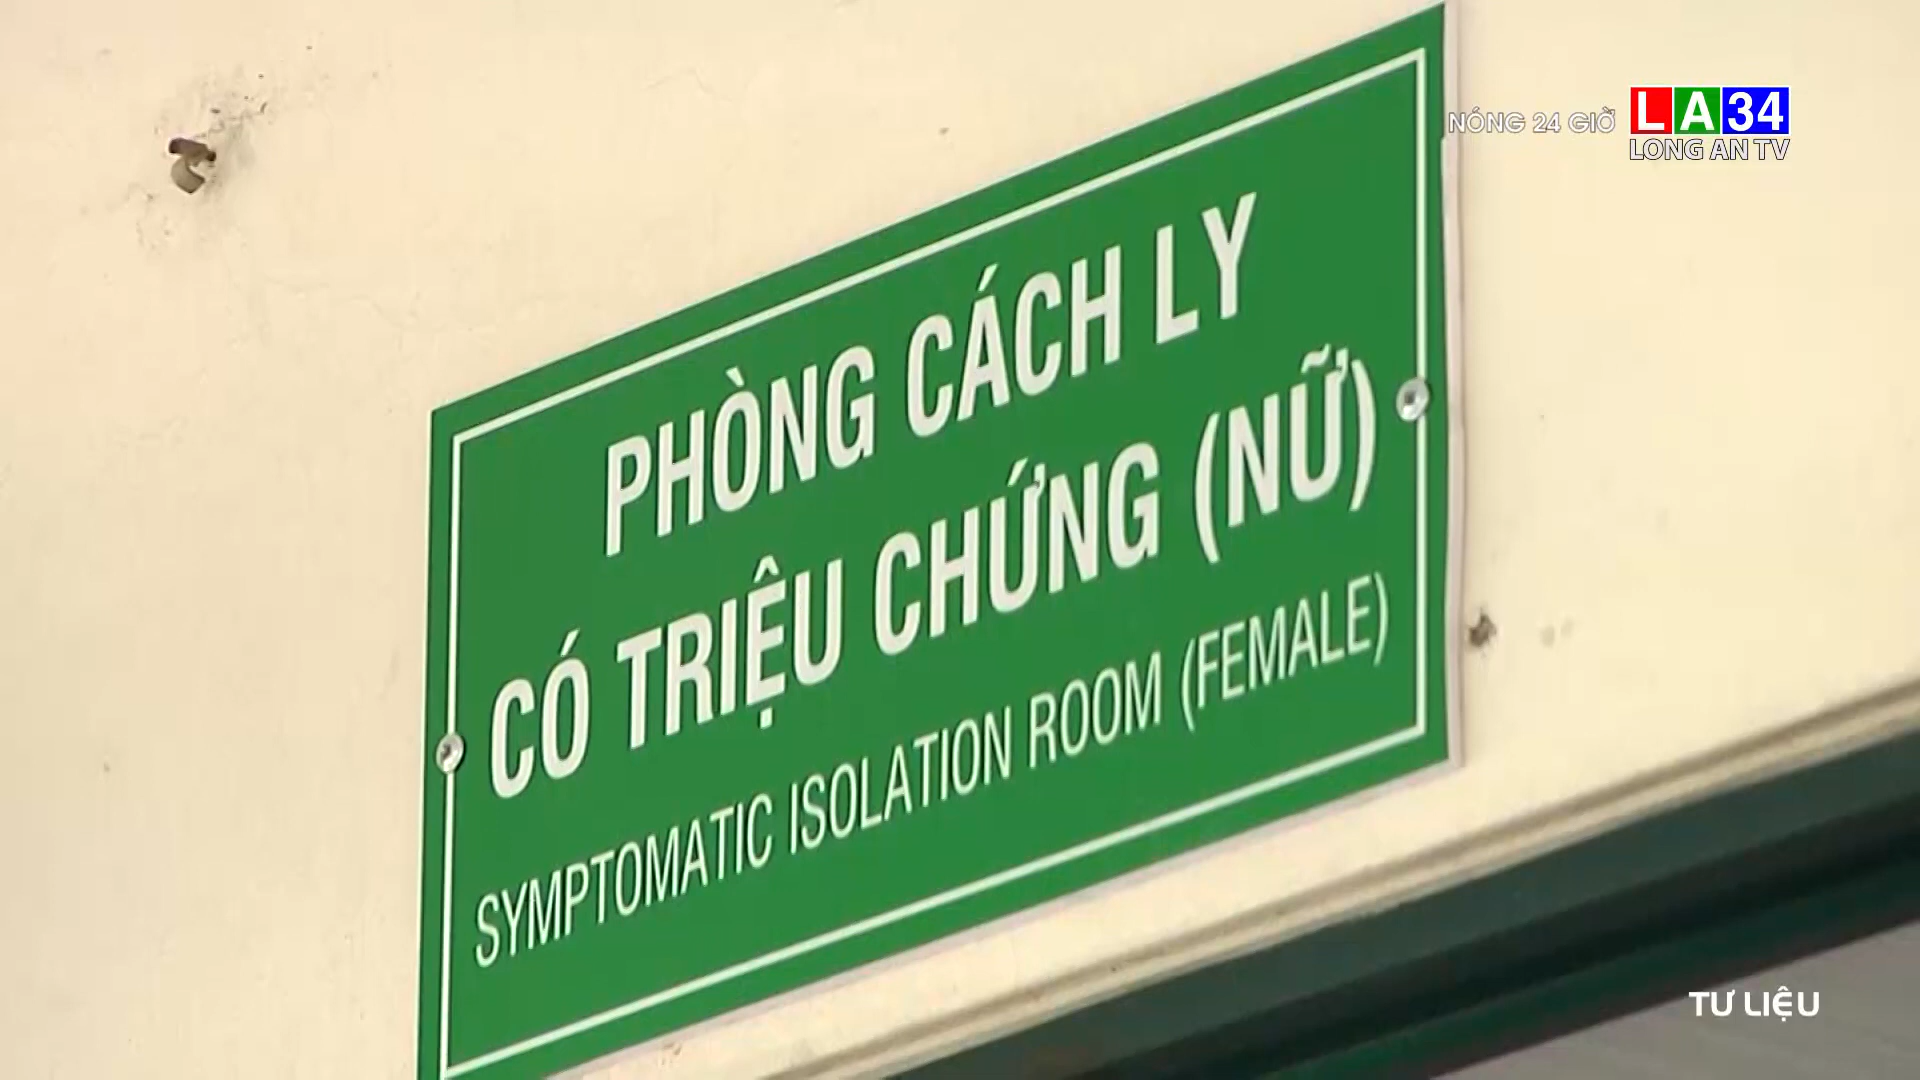 NÓNG 24 GIỜ
LA34
LONG AN TV
PHÒNG CÁCH LY
CÓ TRIỆU CHỨNG (NỮ)
SYMPTOMATIC ISOLATION ROOM (FEMALE)
TƯ LIỆU